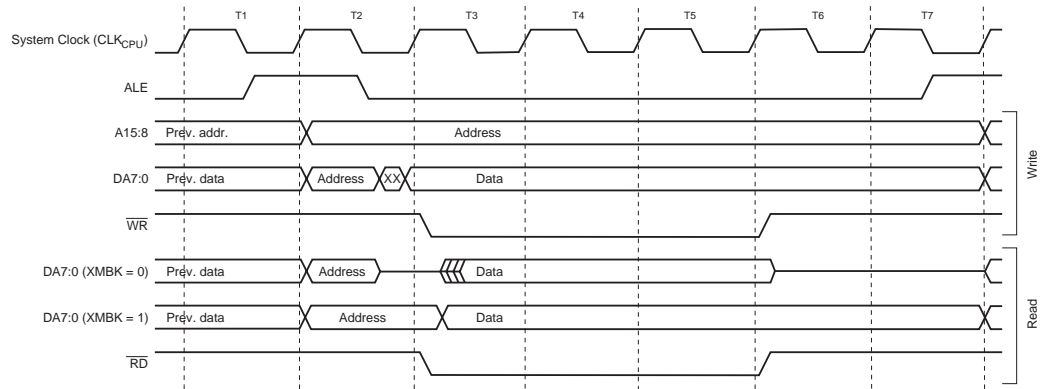 T1 T2 T3 T4 T5 T6 T7
System Clock (CLKCPU)
ALE
A15:8 Prev. addr. Address
DA7:0 Prev. data Address XX Data
WR
Write
DA7:0 (XMBK = 0) Prev. data Address Data
DA7:0 (XMBK = 1) Prev. data Address Data
RD
Read